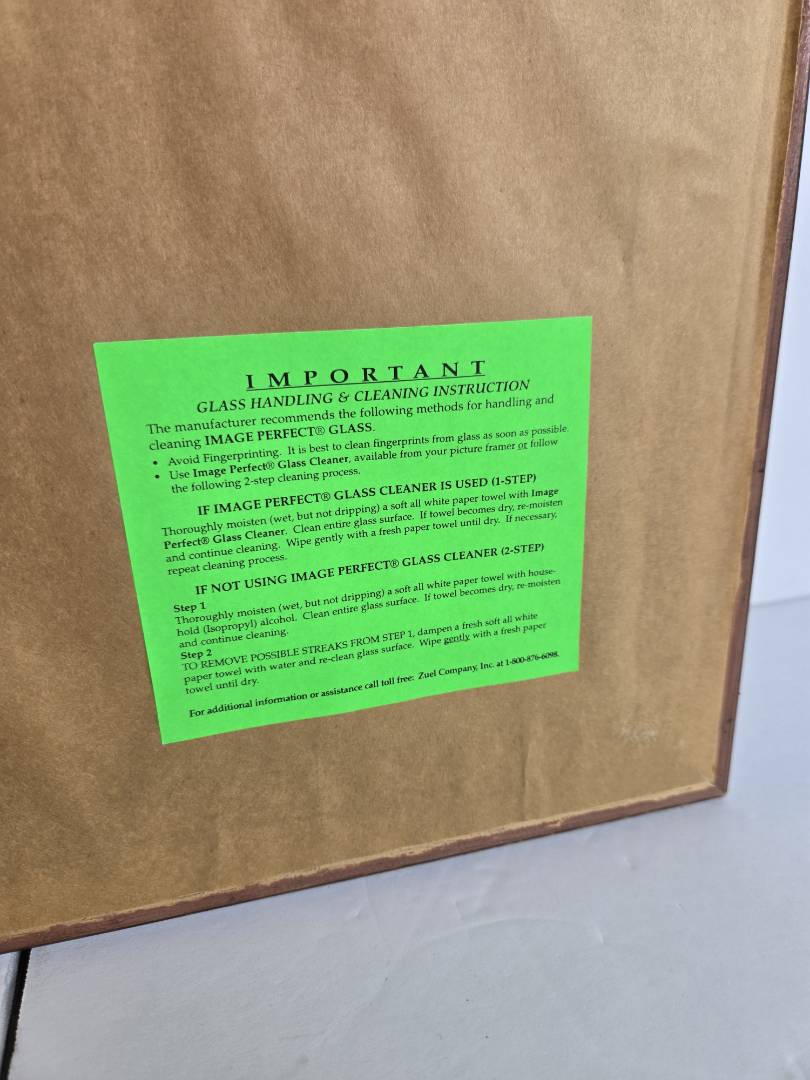 IMPORTANT
GLASS HANDLING & CLEANING INSTRUCTION
The manufacturer recommends the following methods for handling and
cleaning IMAGE PERFECT® GLASS.
• Avoid Fingerprinting. It is best to clean fingerprints from glass as soon as possible.
• Use Image Perfect® Glass Cleaner, available from your picture framer or follow
the following 2-step cleaning process.
IF IMAGE PERFECT® GLASS CLEANER IS USED (1-STEP)
Thoroughly moisten (wet, but not dripping) a soft all white paper towel with Image
Perfect® Glass Cleaner. Clean entire glass surface. If towel becomes dry, re-moisten
and continue cleaning. Wipe gently with a fresh paper towel until dry. If necessary,
repeat cleaning process.
IF NOT USING IMAGE PERFECT® GLASS CLEANER (2-STEP)
Step 1
Thoroughly moisten (wet, but not dripping) a soft all white paper towel with house-
hold (Isopropyl) alcohol. Clean entire glass surface. If towel becomes dry, re-moisten
and continue cleaning.
Step 2
TO REMOVE POSSIBLE STREAKS FROM STEP 1, dampen a fresh soft all white
paper towel with water and re-clean glass surface. Wipe gently with a fresh paper
towel until dry.
For additional information or assistance call toll free: Zuel Company, Inc. at 1-800-876-6098.